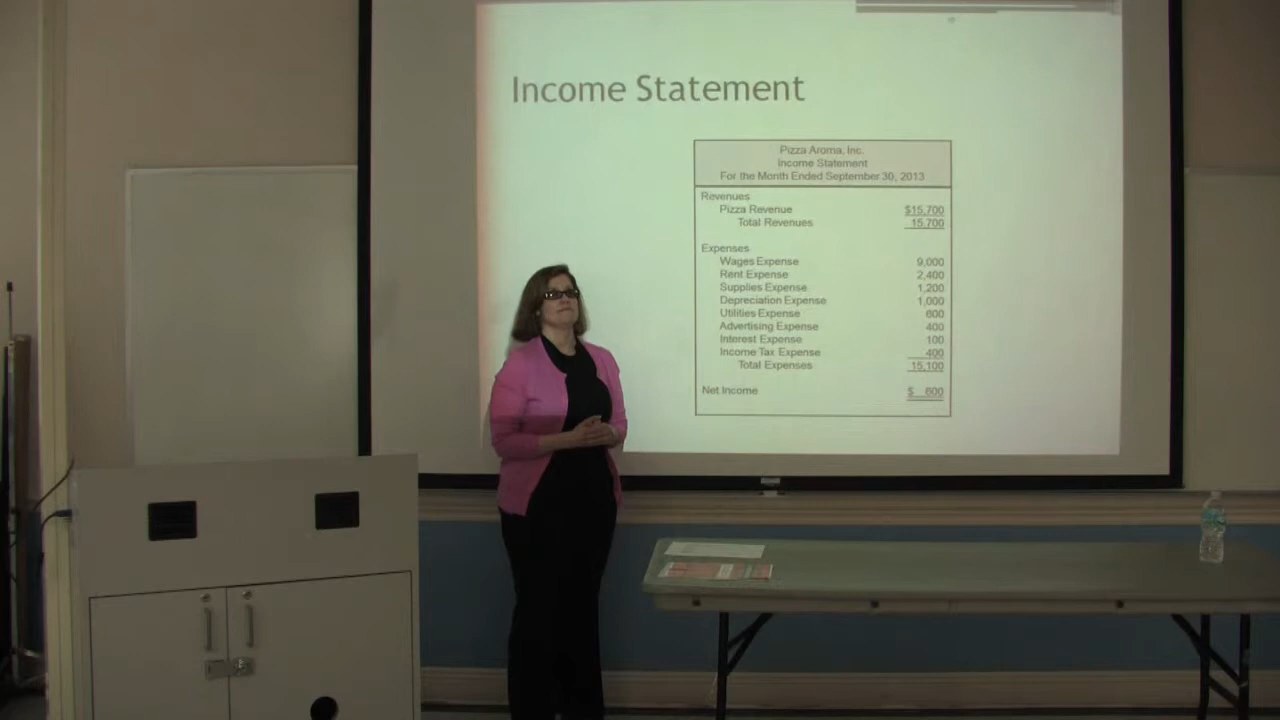 Income Statement
Pizza Aroma, Inc.
Income Statement
For the Month Ended September 30, 2013
Revenues
Pizza Revenue $15,700
Total Revenues 15,700
Expenses
Wages Expense 9,000
Rent Expense 2,400
Supplies Expense 1,200
Depreciation Expense 1,000
Utilities Expense 600
Advertising Expense 400
Interest Expense 100
Income Tax Expense 400
Total Expenses 15,100
Net Income $ 600